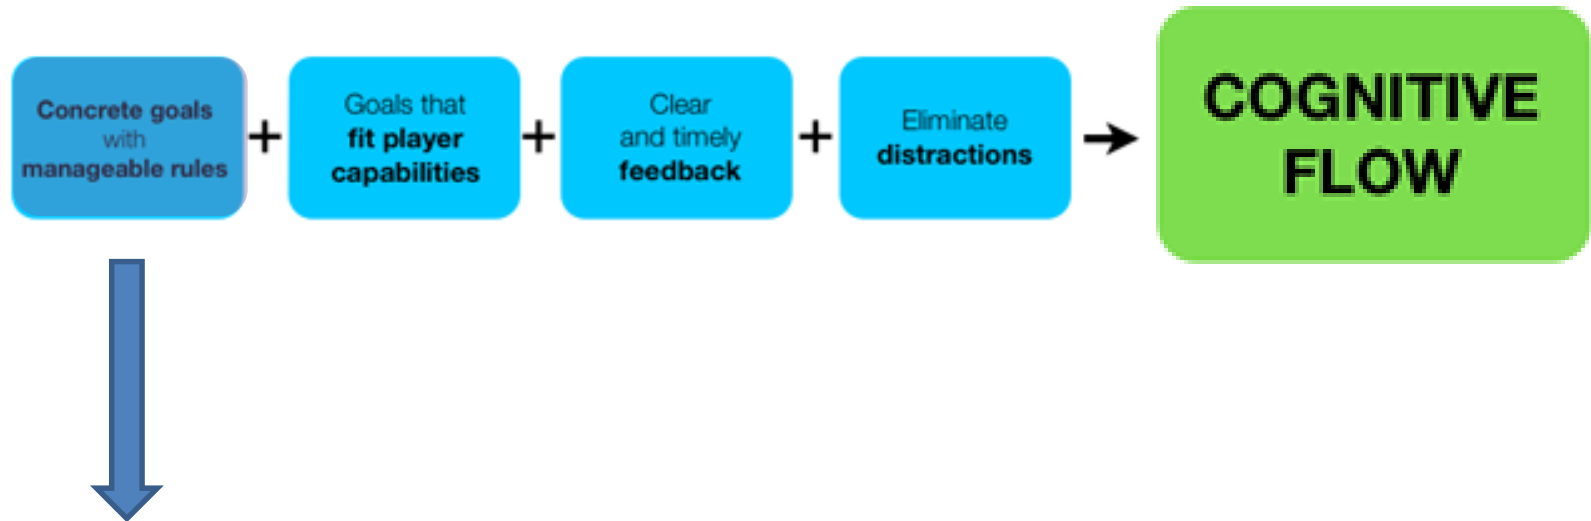 Concrete goals
with
manageable rules
+
Goals that
fit player
capabilities
+
Clear
and timely
feedback
+
Eliminate
distractions
COGNITIVE
FLOW